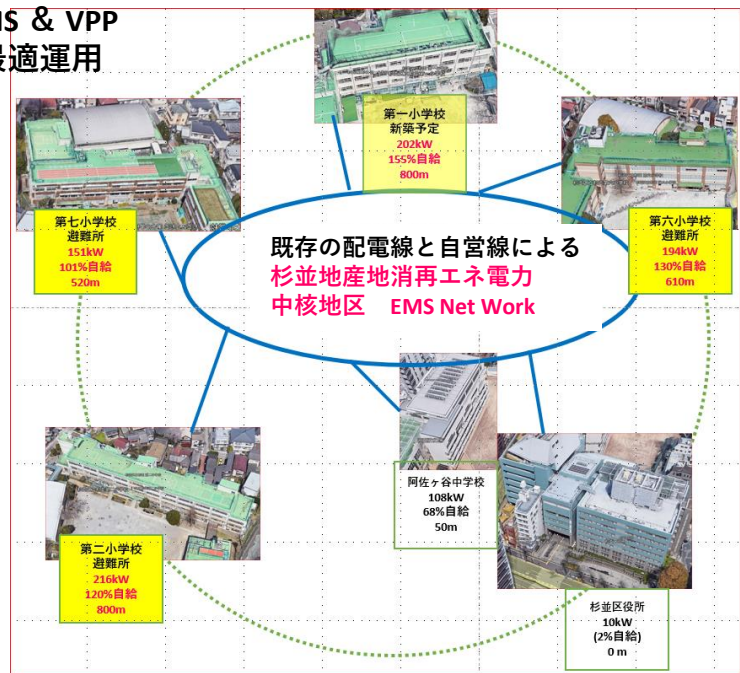 MS & VPP
最適運用
第一小学校
新築予定
202kW
155%自給
800m
第七小学校
避難所
151kW
101%自給
520m
第六小学校
避難所
194kW
130%自給
610m
既存の配電線と自営線による
杉並地産地消再エネ電力
中核地区 EMS Net Work
阿佐ヶ谷中学校
108kW
68%自給
50m
第二小学校
避難所
216kW
120%自給
800m
杉並区役所
10kW
(2%自給)
0 m